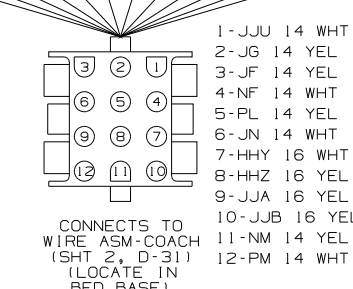 3 2 1
6 5 4
9 8 7
12 11 10
CONNECTS TO
WIRE ASM-COACH
(SHT 2, D-31)
(LOCATE IN
BED BASE)
1-JJU 14 WHT
2-JG 14 YEL
3-JF 14 YEL
4-NF 14 WHT
5-PL 14 YEL
6-JN 14 WHT
7-HHY 16 WHT
8-HHZ 16 YEL
9-JJA 16 YEL
10-JJB 16 YEL
11-NM 14 YEL
12-PM 14 WHT